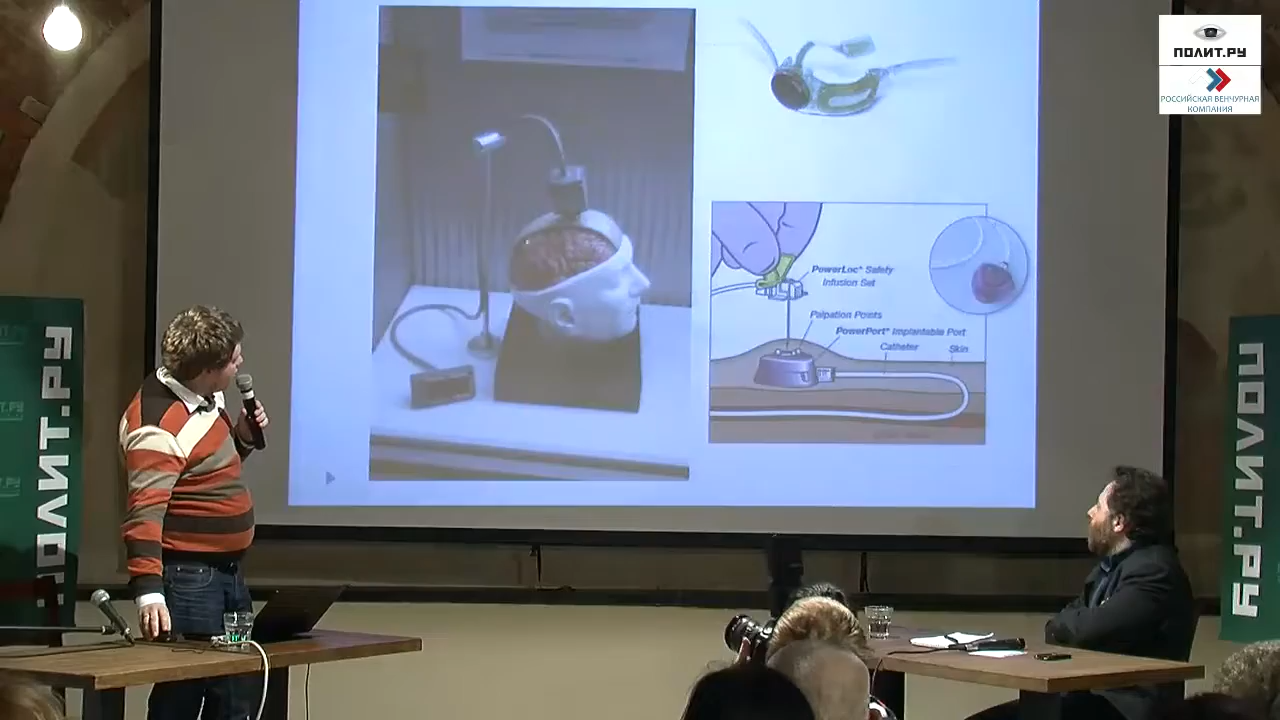 ПОЛИТ.РУ
РОССИЙСКАЯ ВЕНЧУРНАЯ
КОМПАНИЯ
PowerLoc* Safety
Infusion Set
Palpation Points
PowerPort* Implantable Port
Catheter
Skin
ПОЛИТ.РУ
ПОЛИТ.РУ